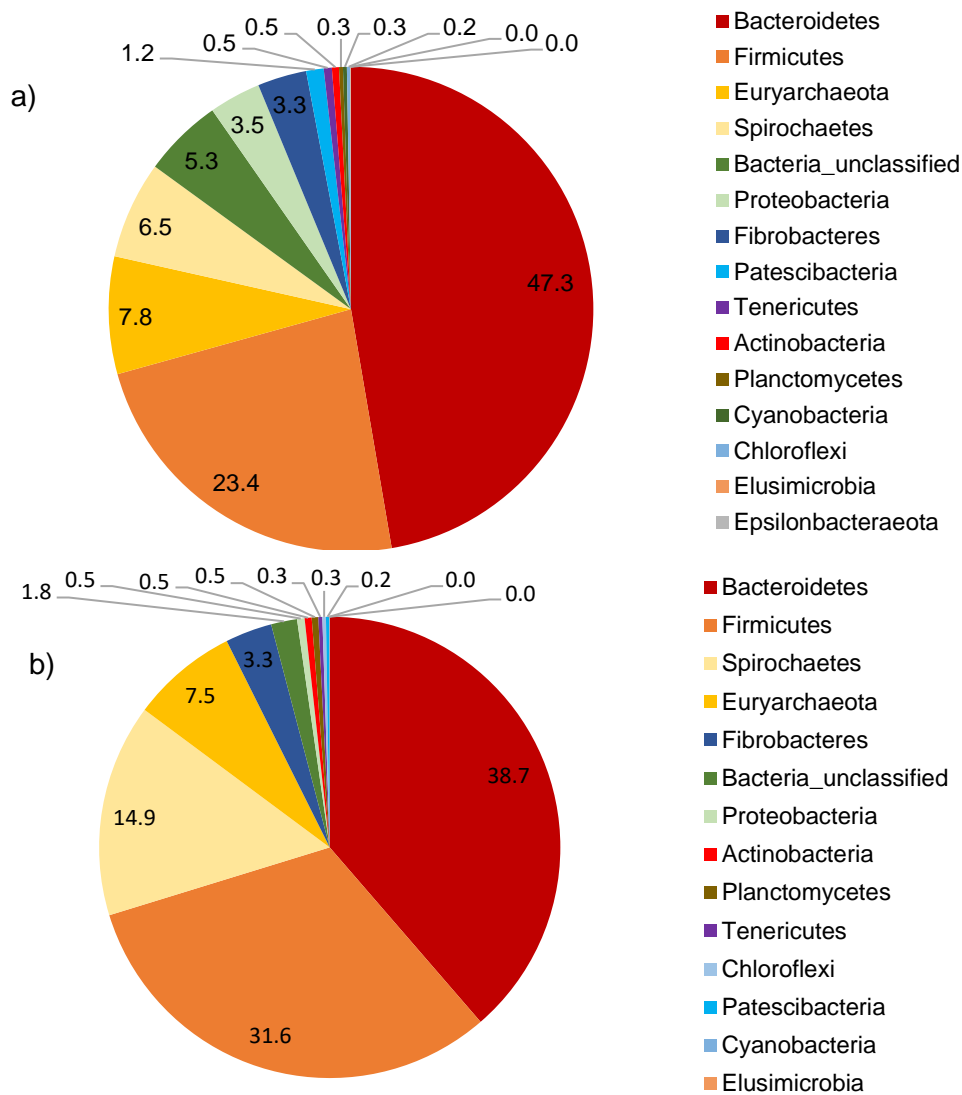 a)
1.2
0.5
0.5
0.3
0.3
0.2
0.0
0.0
3.3
3.5
5.3
6.5
7.8
23.4
47.3
Bacteroidetes
Firmicutes
Euryarchaeota
Spirochaetes
Bacteria_unclassified
Proteobacteria
Fibrobacteres
Patescibacteria
Tenericutes
Actinobacteria
Planctomycetes
Cyanobacteria
Chloroflexi
Elusimicrobia
Epsilonbacteraeota
b)
1.8
0.5
0.5
0.5
0.3
0.3
0.2
0.0
0.0
3.3
7.5
14.9
31.6
38.7
Bacteroidetes
Firmicutes
Spirochaetes
Euryarchaeota
Fibrobacteres
Bacteria_unclassified
Proteobacteria
Actinobacteria
Planctomycetes
Tenericutes
Chloroflexi
Patescibacteria
Cyanobacteria
Elusimicrobia